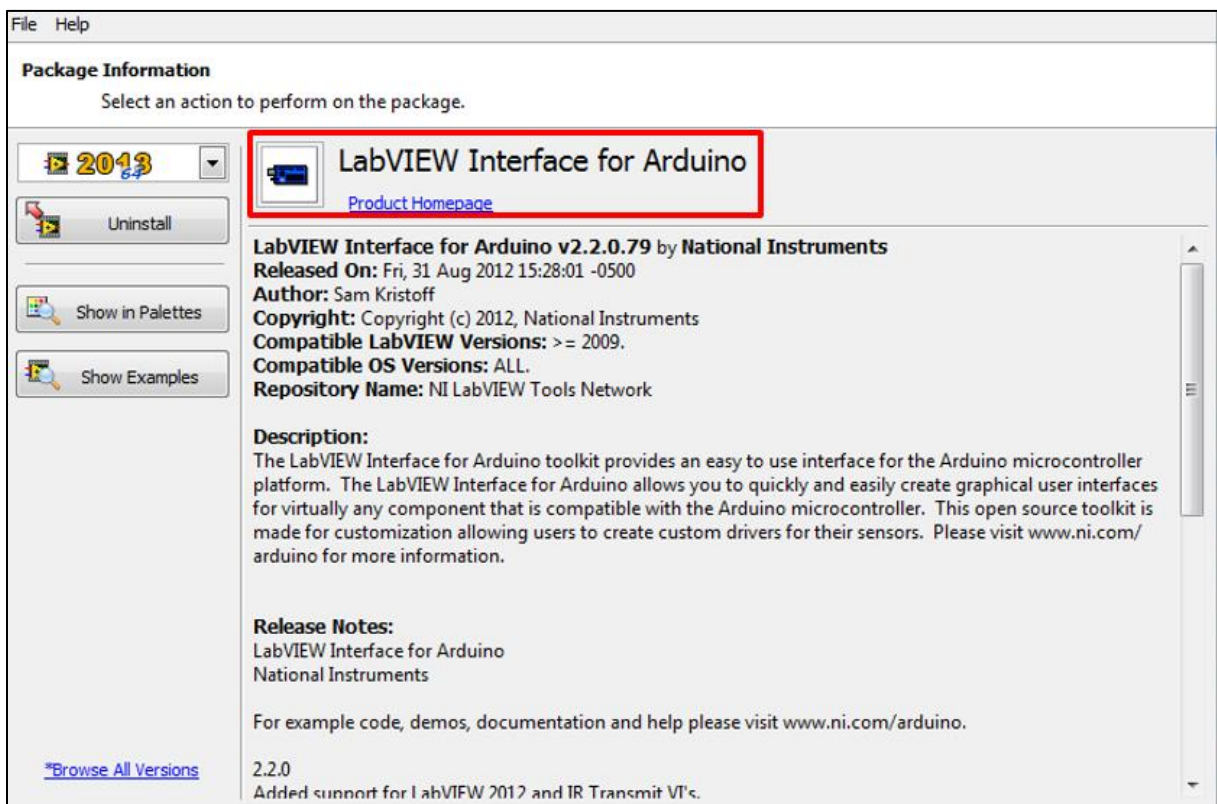 File Help
Package Information
Select an action to perform on the package.
2013
64
Uninstall
Show in Palettes
Show Examples
*Browse All Versions
LabVIEW Interface for Arduino
Product Homepage
LabVIEW Interface for Arduino v2.2.0.79 by National Instruments
Released On: Fri, 31 Aug 2012 15:28:01 -0500
Author: Sam Kristoff
Copyright: Copyright (c) 2012, National Instruments
Compatible LabVIEW Versions: >= 2009.
Compatible OS Versions: ALL.
Repository Name: NI LabVIEW Tools Network
Description:
The LabVIEW Interface for Arduino toolkit provides an easy to use interface for the Arduino microcontroller
platform. The LabVIEW Interface for Arduino allows you to quickly and easily create graphical user interfaces
for virtually any component that is compatible with the Arduino microcontroller. This open source toolkit is
made for customization allowing users to create custom drivers for their sensors. Please visit www.ni.com/
arduino for more information.
Release Notes:
LabVIEW Interface for Arduino
National Instruments
For example code, demos, documentation and help please visit www.ni.com/arduino.
2.2.0
Added support for LabVIEW 2012 and IR Transmit VI's.